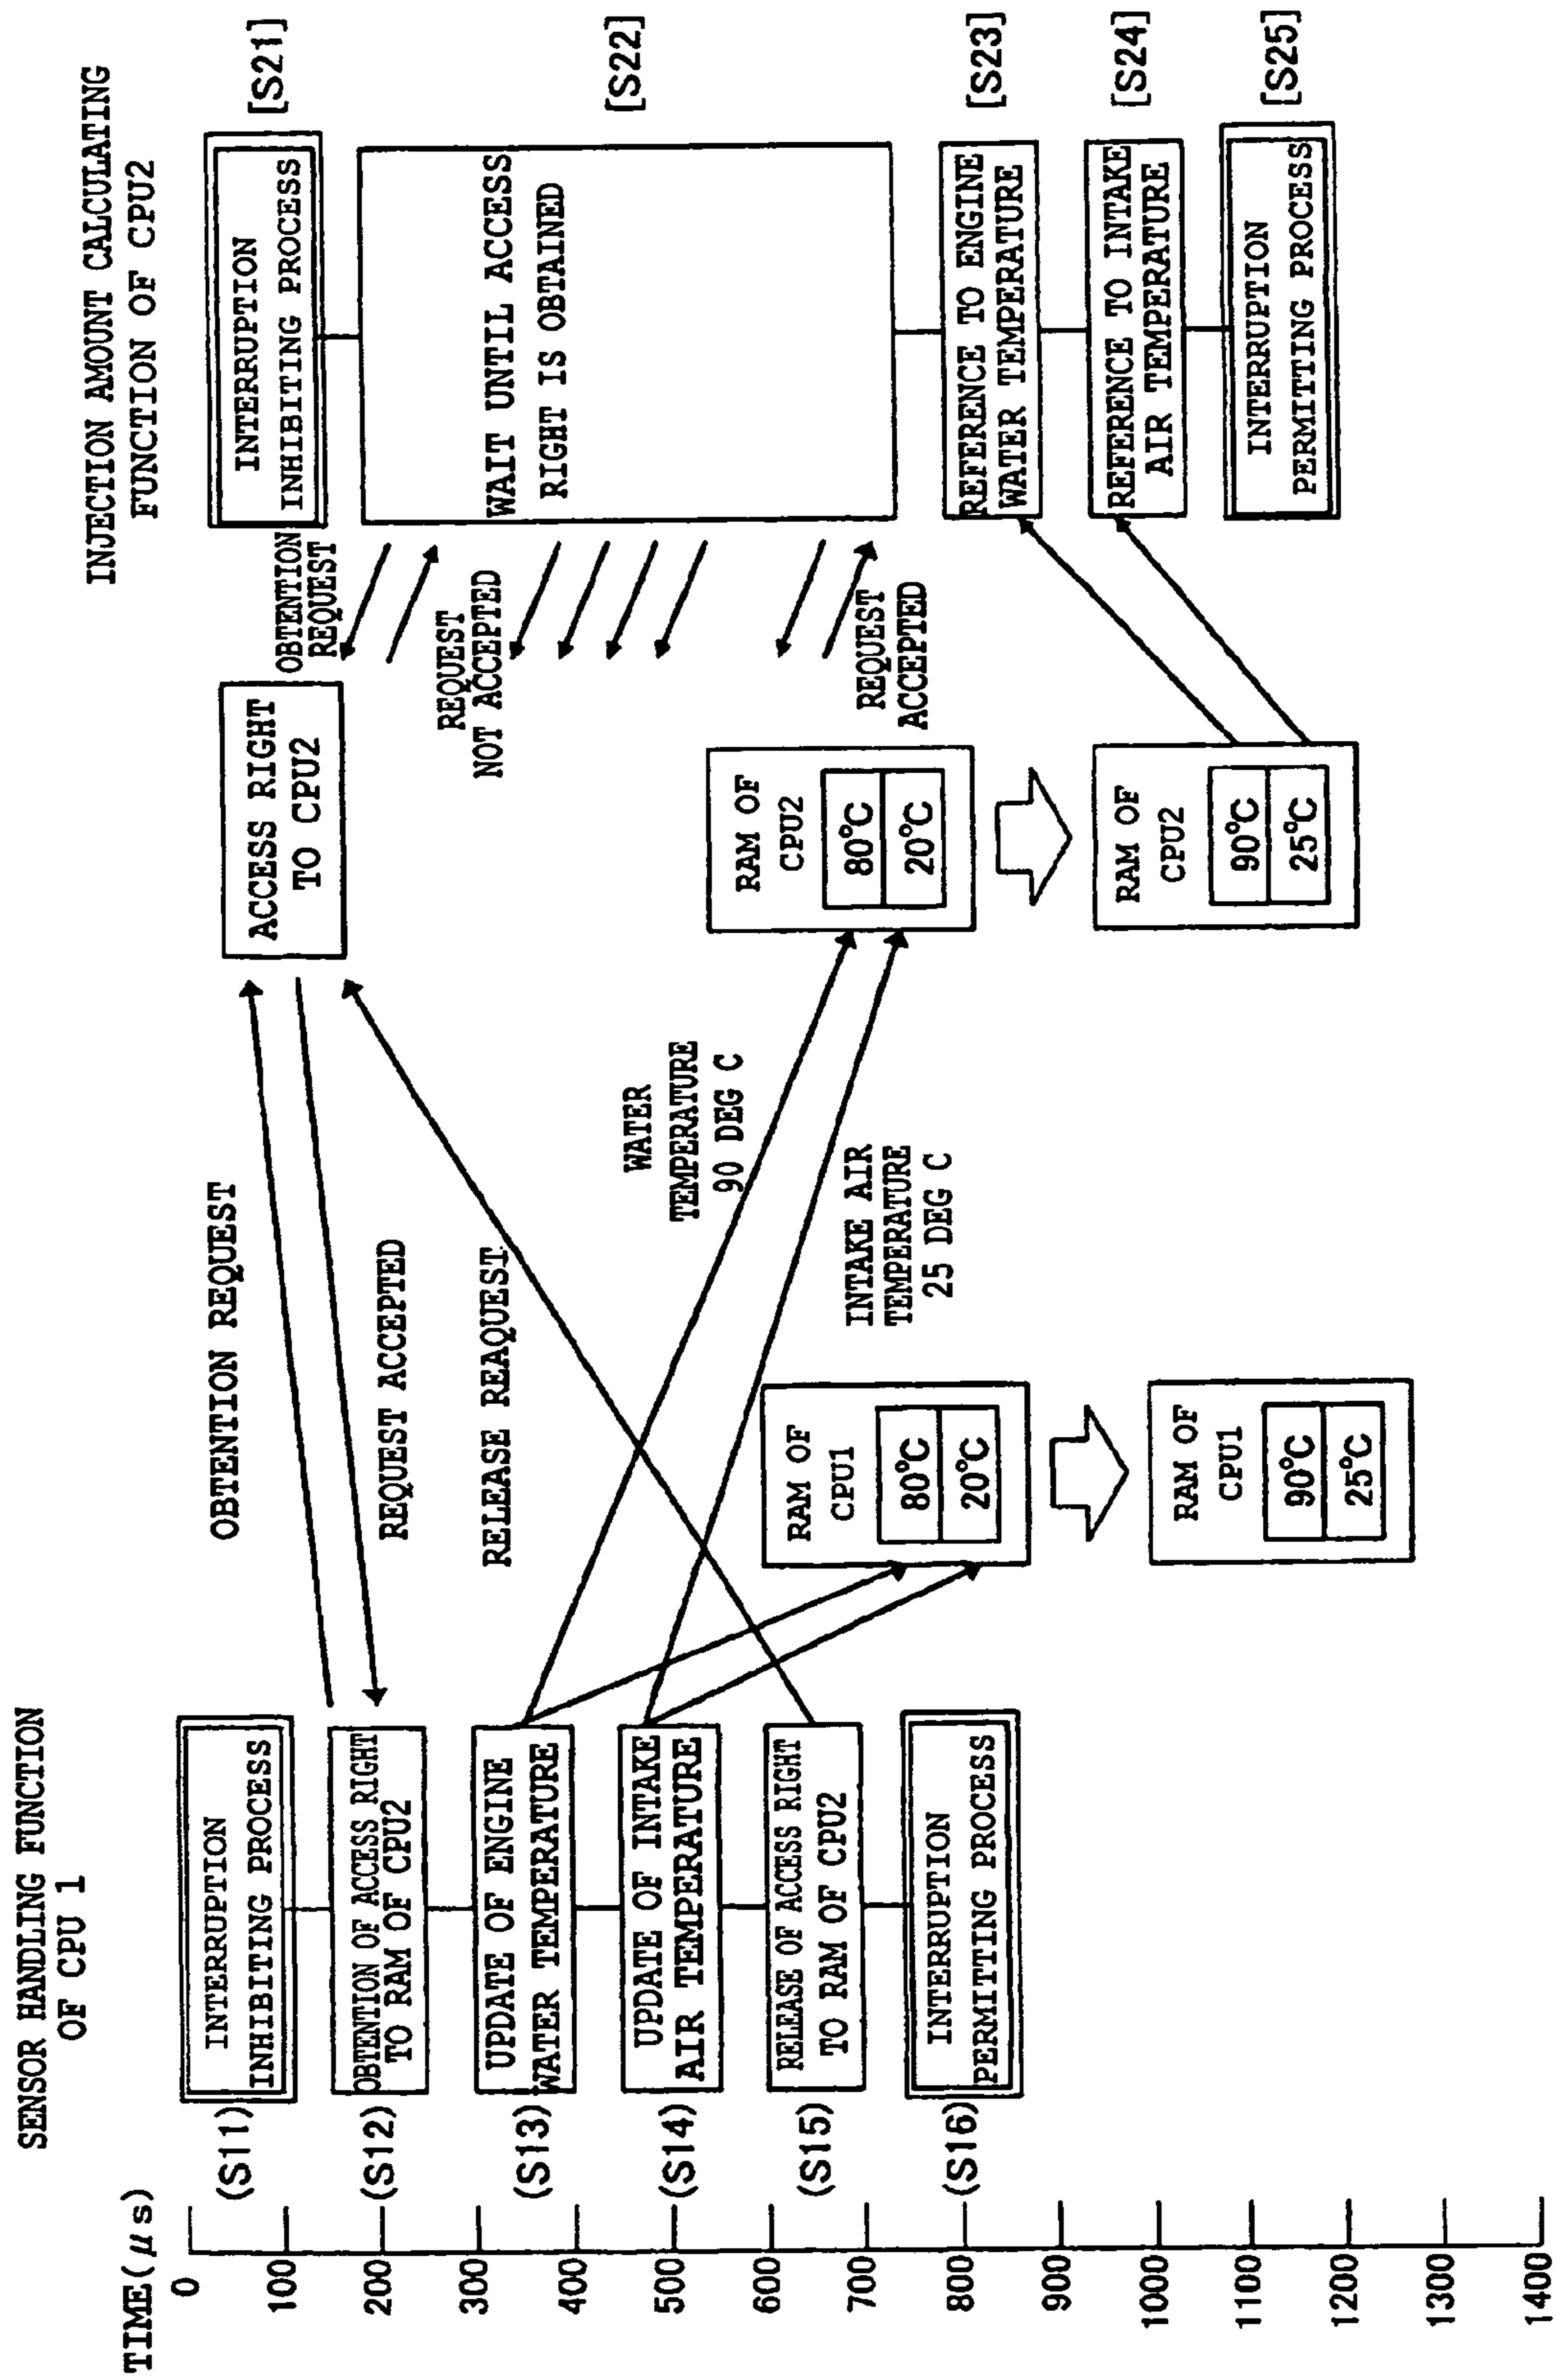 SENSOR HANDLING FUNCTION
OF CPU 1
INJECTION AMOUNT CALCULATING
FUNCTION OF CPU2
TIME(μs)
0
100
200
300
400
500
600
700
800
900
1000
1100
1200
1300
1400
(S11)
INTERRUPTION
INHIBITING PROCESS
(S12)
OBTENTION OF ACCESS RIGHT
TO RAM OF CPU2
(S13)
UPDATE OF ENGINE
WATER TEMPERATURE
(S14)
UPDATE OF INTAKE
AIR TEMPERATURE
(S15)
RELEASE OF ACCESS RIGHT
TO RAM OF CPU2
(S16)
INTERRUPTION
PERMITTING PROCESS
OBTENTION REQUEST
REQUEST ACCEPTED
RELEASE REAQUEST
WATER
TEMPERATURE
90 DEG C
INTAKE AIR
TEMPERATURE
25 DEG C
RAM OF
CPU1
80°C
20°C
RAM OF
CPU1
90°C
25°C
ACCESS RIGHT
TO CPU2
RAM OF
CPU2
80°C
20°C
RAM OF
CPU2
90°C
25°C
OBTENTION
REQUEST
REQUEST
NOT ACCEPTED
REQUEST
ACCEPTED
INTERRUPTION
INHIBITING PROCESS
[S21]
WAIT UNTIL ACCESS
RIGHT IS OBTAINED
[S22]
REFERENCE TO ENGINE
WATER TEMPERATURE
[S23]
REFERENCE TO INTAKE
AIR TEMPERATURE
[S24]
INTERRUPTION
PERMITTING PROCESS
[S25]